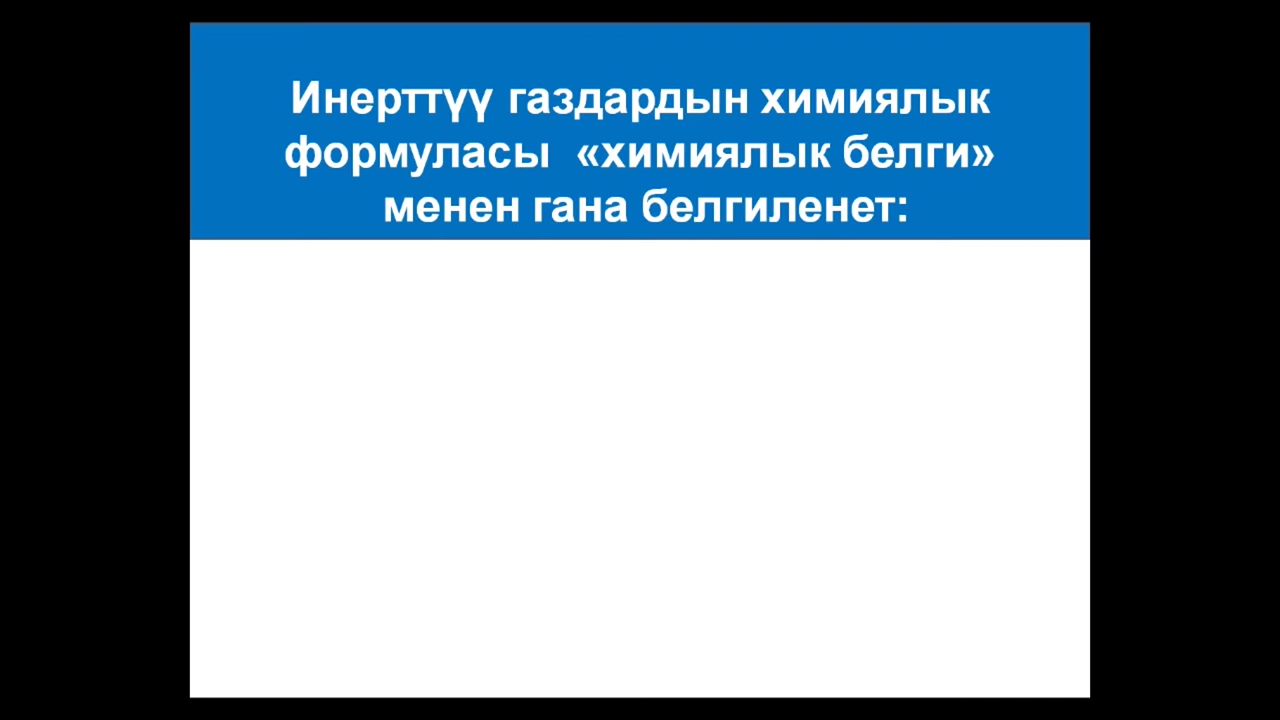 Инерттүү газдардын химиялык
формуласы «химиялык белги»
менен гана белгиленет: